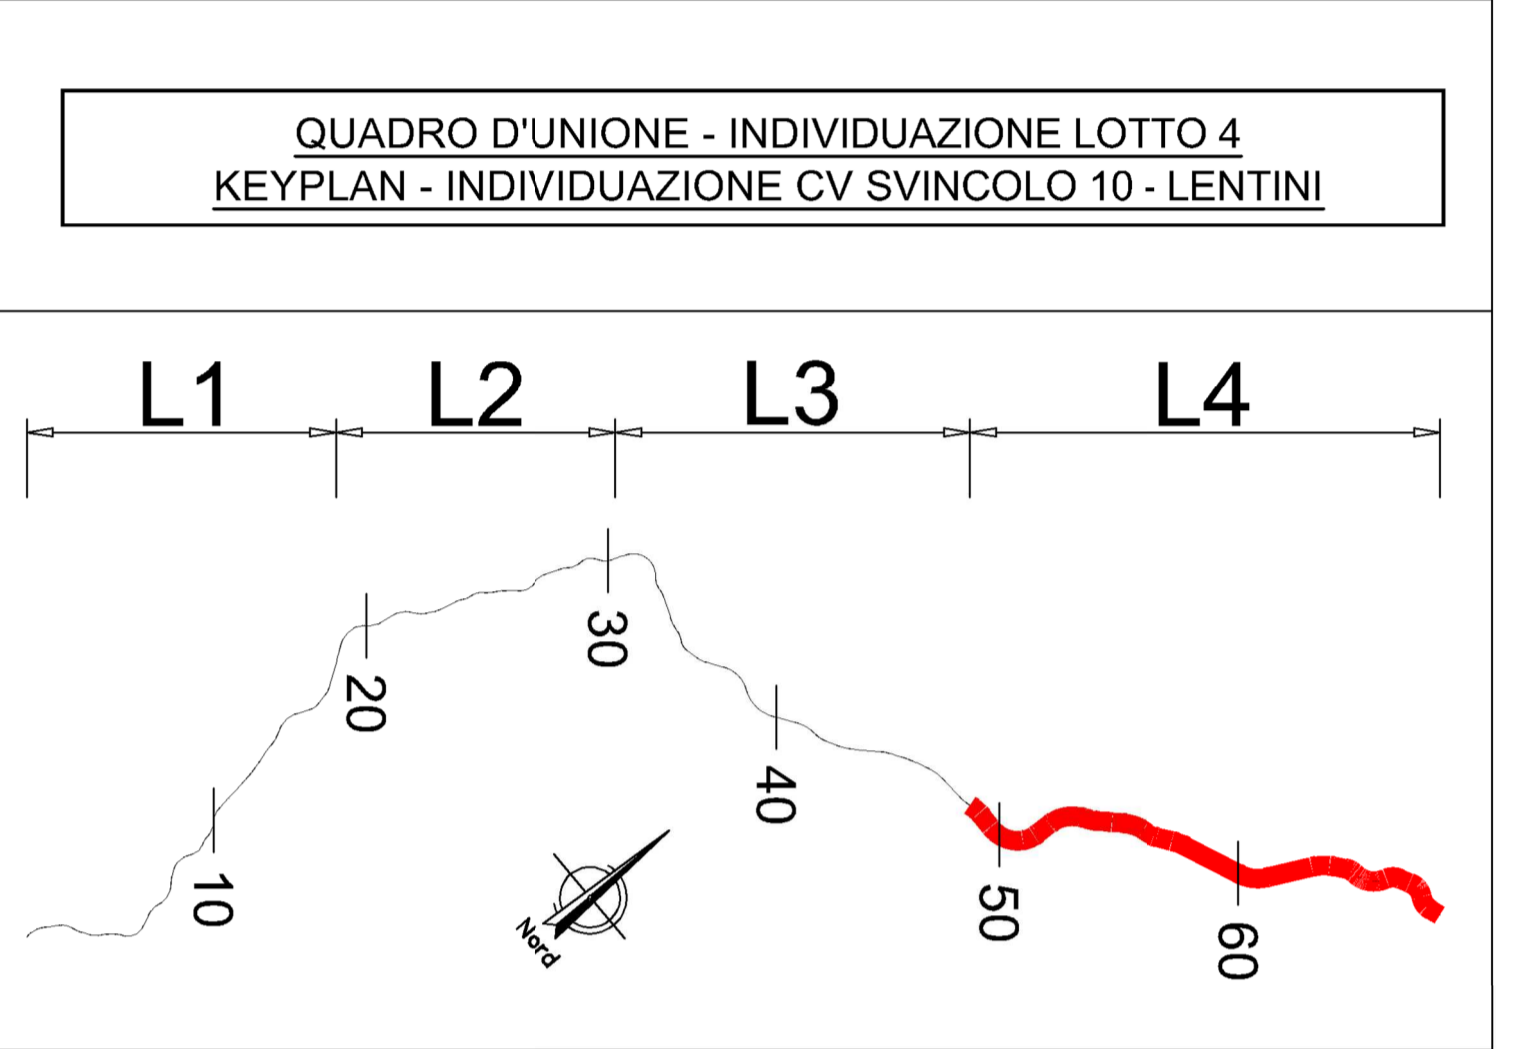 QUADRO D'UNIONE - INDIVIDUAZIONE LOTTO 4
KEYPLAN - INDIVIDUAZIONE CV SVINCOLO 10 - LENTINI
L1
L2
L3
L4
10
20
30
40
50
60
Nord